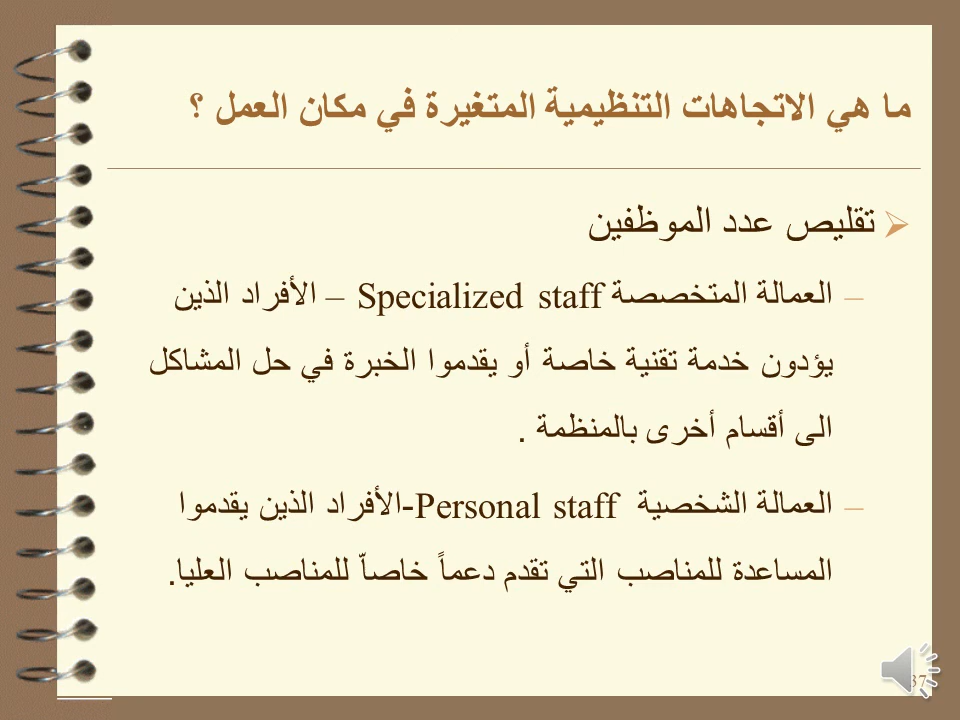 ما هي الاتجاهات التنظيمية المتغيرة في مكان العمل ؟
تقليص عدد الموظفين
– العمالة المتخصصة Specialized staff – الأفراد الذين
يؤدون خدمة تقنية خاصة أو يقدموا الخبرة في حل المشاكل
الى أقسام أخرى بالمنظمة .
– العمالة الشخصية Personal staff-الأفراد الذين يقدموا
المساعدة للمناصب التي تقدم دعماً خاصاّ للمناصب العليا.
37